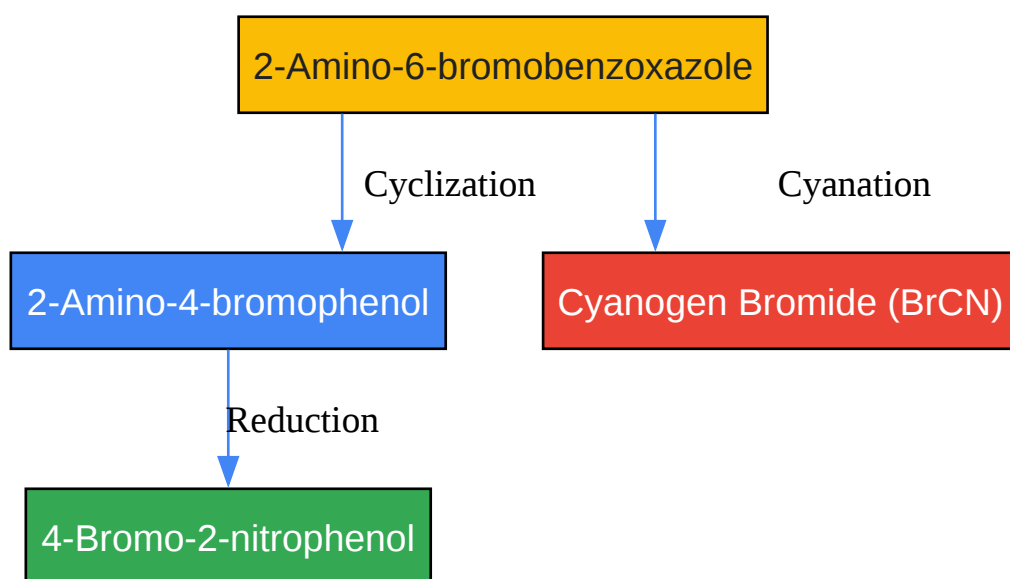 2-Amino-6-bromobenzoxazole
Cyclization
Cyanation
2-Amino-4-bromophenol
Cyanogen Bromide (BrCN)
Reduction
4-Bromo-2-nitrophenol